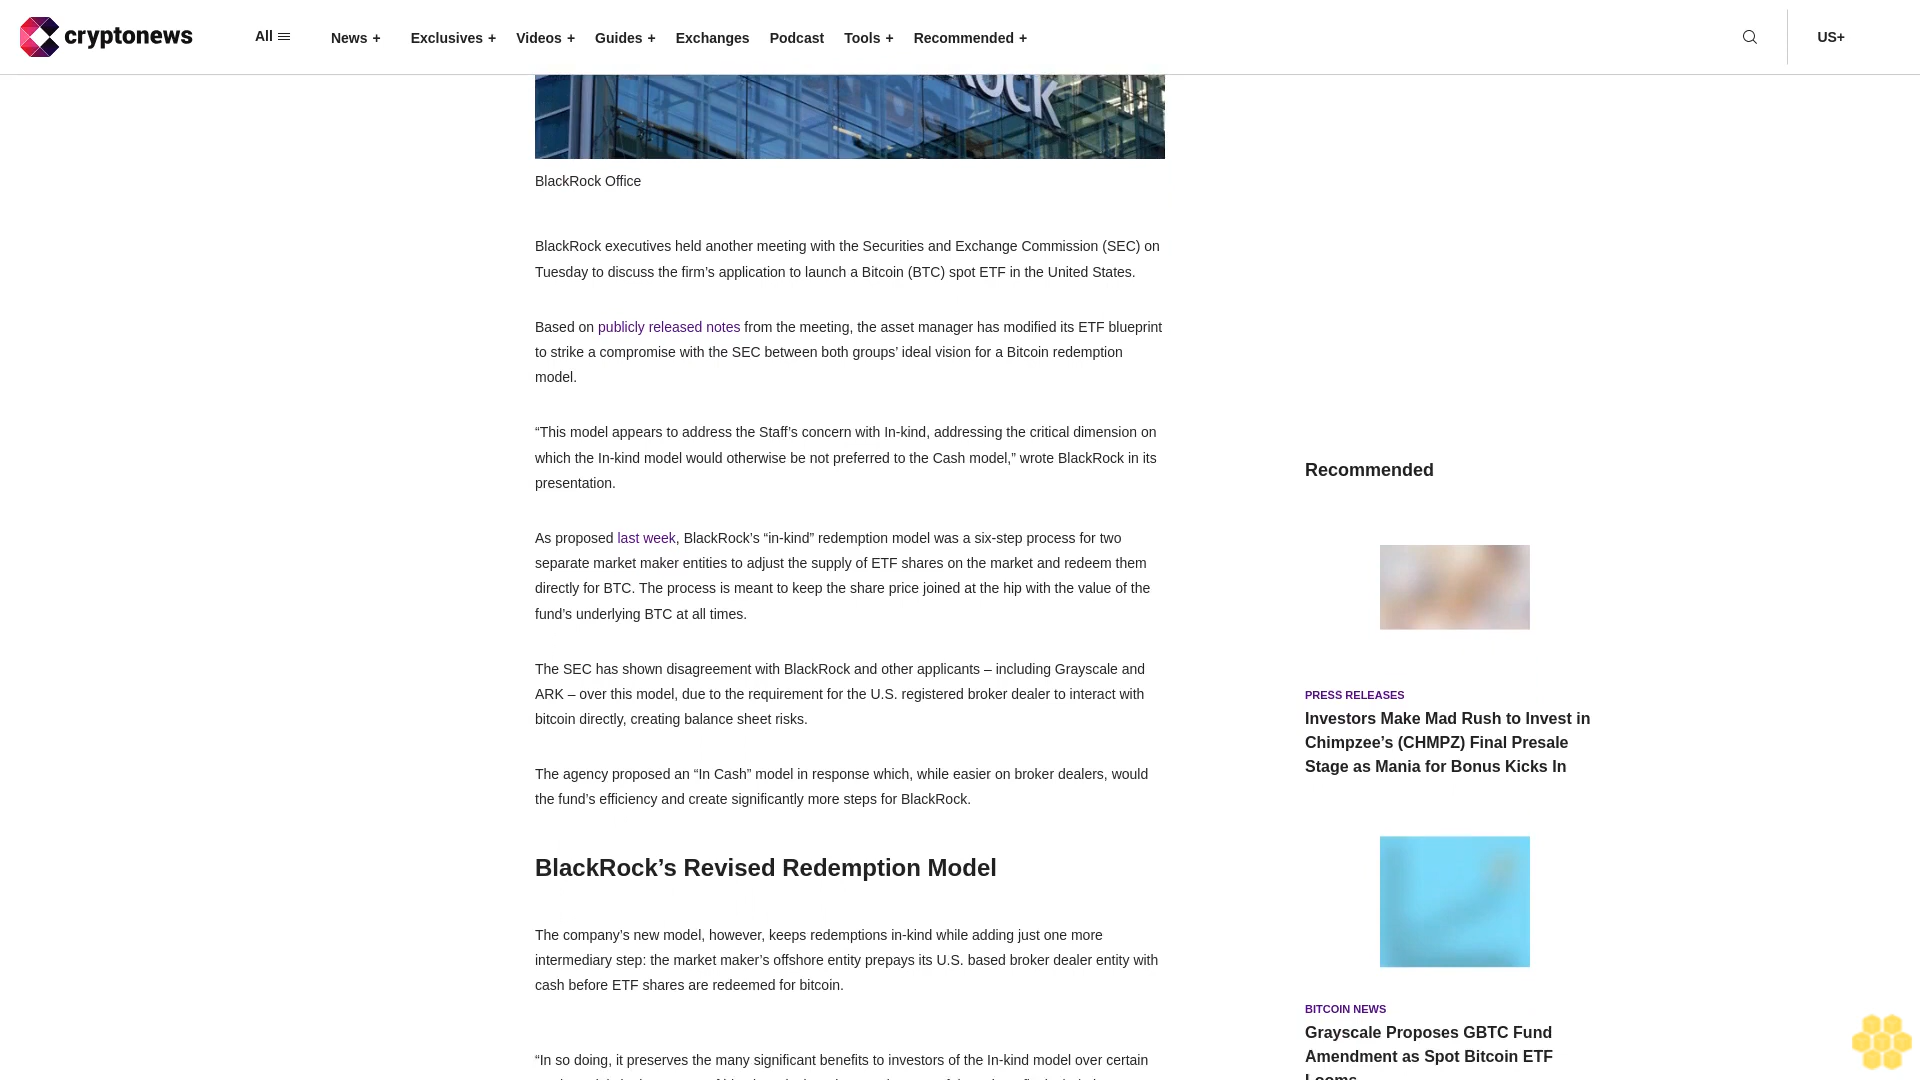 cryptonews
All
News +
Exclusives +
Videos +
Guides +
Exchanges
Podcast
Tools +
Recommended +
US+
ROCK
BlackRock Office
BlackRock executives held another meeting with the Securities and Exchange Commission (SEC) on
Tuesday to discuss the firm’s application to launch a Bitcoin (BTC) spot ETF in the United States.
Based on publicly released notes from the meeting, the asset manager has modified its ETF blueprint
to strike a compromise with the SEC between both groups’ ideal vision for a Bitcoin redemption
model.
“This model appears to address the Staff’s concern with In-kind, addressing the critical dimension on
which the In-kind model would otherwise be not preferred to the Cash model,” wrote BlackRock in its
presentation.
As proposed last week, BlackRock’s “in-kind” redemption model was a six-step process for two
separate market maker entities to adjust the supply of ETF shares on the market and redeem them
directly for BTC. The process is meant to keep the share price joined at the hip with the value of the
fund’s underlying BTC at all times.
The SEC has shown disagreement with BlackRock and other applicants – including Grayscale and
ARK – over this model, due to the requirement for the U.S. registered broker dealer to interact with
bitcoin directly, creating balance sheet risks.
The agency proposed an “In Cash” model in response which, while easier on broker dealers, would
the fund’s efficiency and create significantly more steps for BlackRock.
BlackRock’s Revised Redemption Model
The company’s new model, however, keeps redemptions in-kind while adding just one more
intermediary step: the market maker’s offshore entity prepays its U.S. based broker dealer entity with
cash before ETF shares are redeemed for bitcoin.
“In so doing, it preserves the many significant benefits to investors of the In-kind model over certain
Recommended
PRESS RELEASES
Investors Make Mad Rush to Invest in
Chimpzee’s (CHMPZ) Final Presale
Stage as Mania for Bonus Kicks In
BITCOIN NEWS
Grayscale Proposes GBTC Fund
Amendment as Spot Bitcoin ETF
Looms